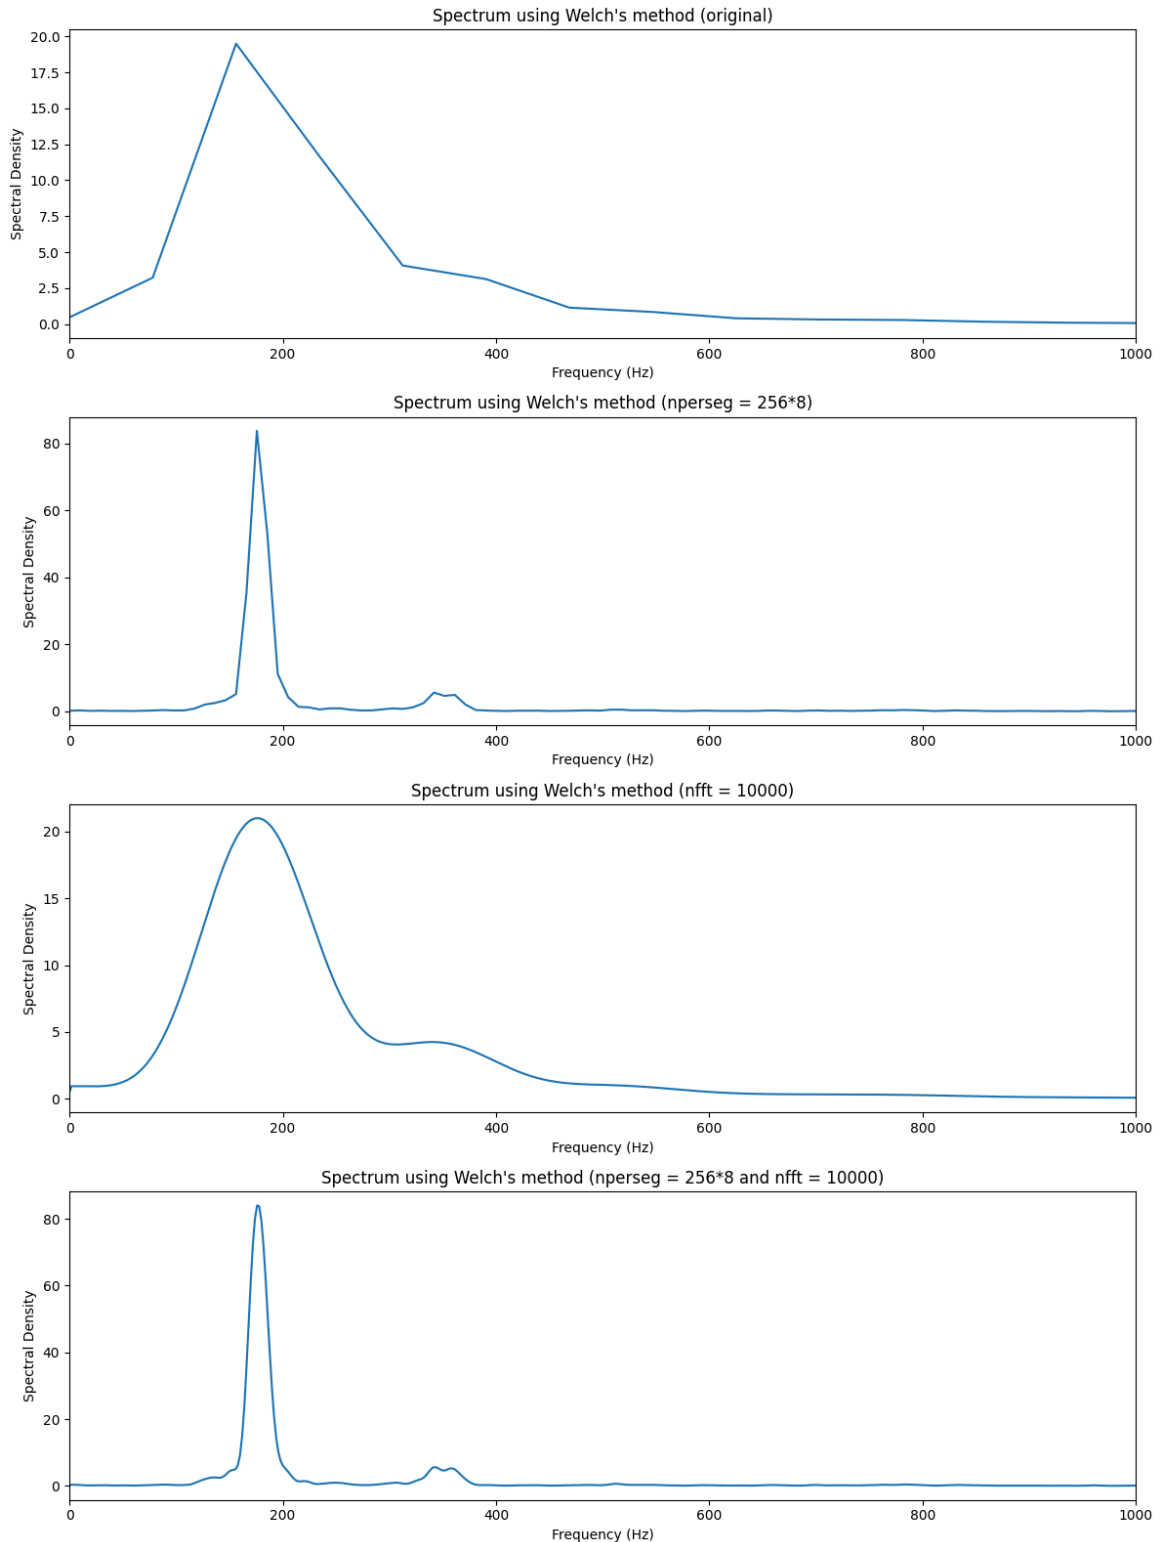 Spectrum using Welch's method (original)
20.0
17.5
15.0
12.5
10.0
7.5
5.0
2.5
0.0
Spectral Density
0 200 400 600 800 1000
Frequency (Hz)
Spectrum using Welch's method (nperseg = 256*8)
80
60
40
20
0
Spectral Density
0 200 400 600 800 1000
Frequency (Hz)
Spectrum using Welch's method (nfft = 10000)
20
15
10
5
0
Spectral Density
0 200 400 600 800 1000
Frequency (Hz)
Spectrum using Welch's method (nperseg = 256*8 and nfft = 10000)
80
60
40
20
0
Spectral Density
0 200 400 600 800 1000
Frequency (Hz)